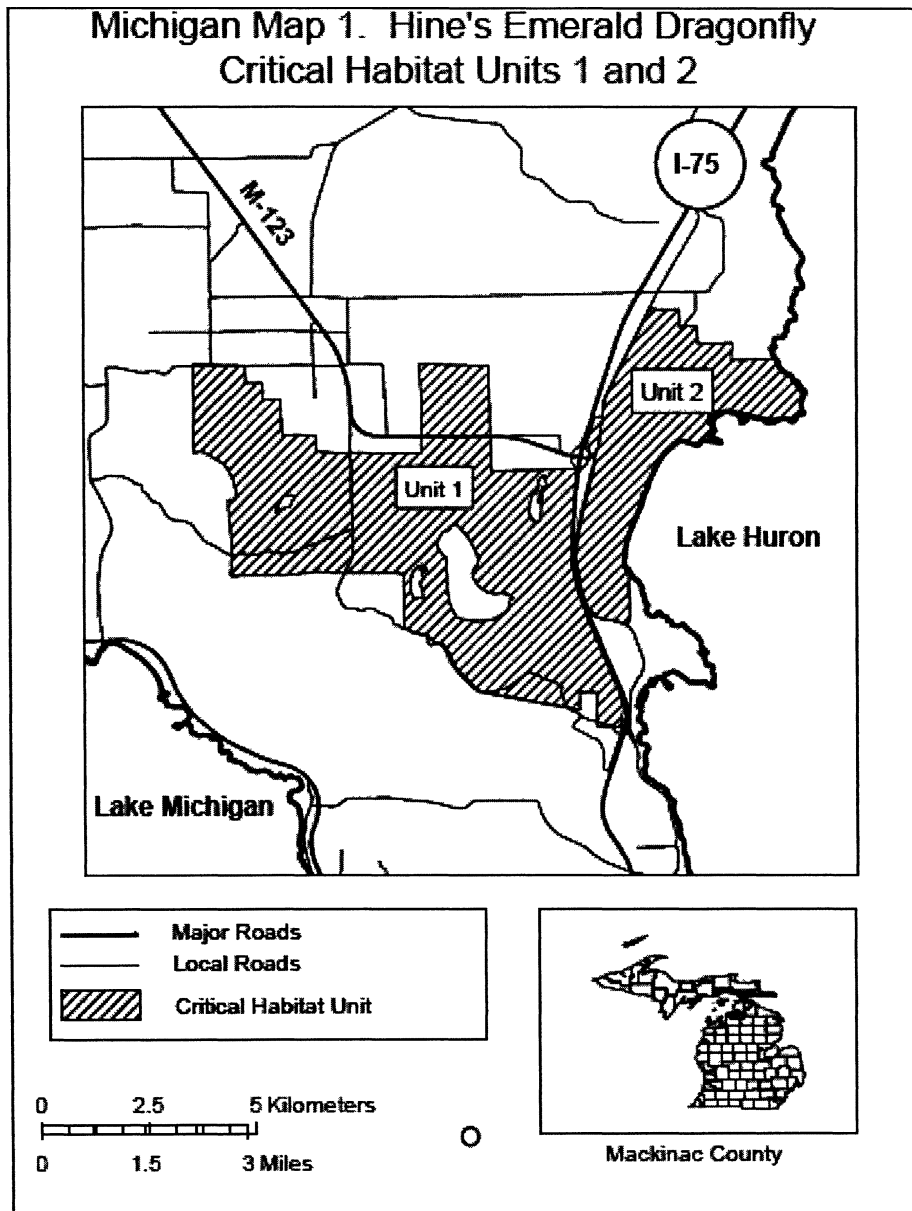 Michigan Map 1. Hine's Emerald Dragonfly
Critical Habitat Units 1 and 2
I-75
M-123
Unit 2
Unit 1
Lake Huron
Lake Michigan
Major Roads
Local Roads
Critical Habitat Unit
0 2.5 5 Kilometers
0 1.5 3 Miles
Mackinac County